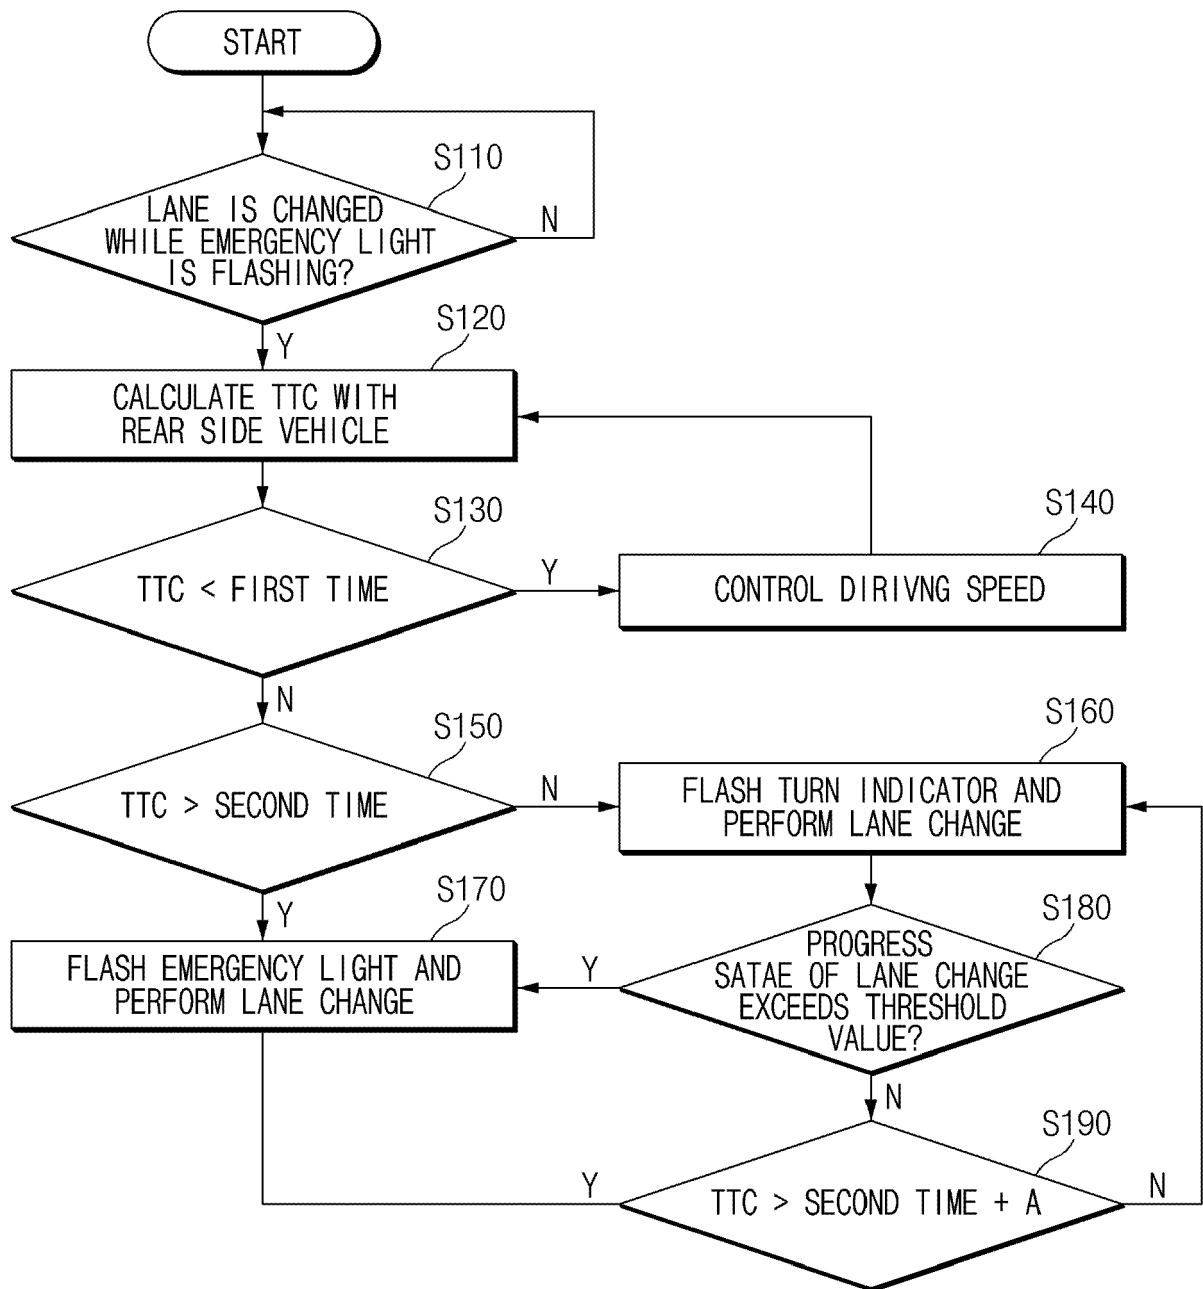 START
S110
LANE IS CHANGED
WHILE EMERGENCY LIGHT
IS FLASHING?
N
Y
S120
CALCULATE TTC WITH
REAR SIDE VEHICLE
S130
TTC < FIRST TIME
Y
S140
CONTROL DIRIVNG SPEED
N
S150
TTC > SECOND TIME
N
S160
FLASH TURN INDICATOR AND
PERFORM LANE CHANGE
Y
S170
FLASH EMERGENCY LIGHT AND
PERFORM LANE CHANGE
S180
PROGRESS
SATAE OF LANE CHANGE
EXCEEDS THRESHOLD
VALUE?
Y
N
S190
TTC > SECOND TIME + A
Y
N